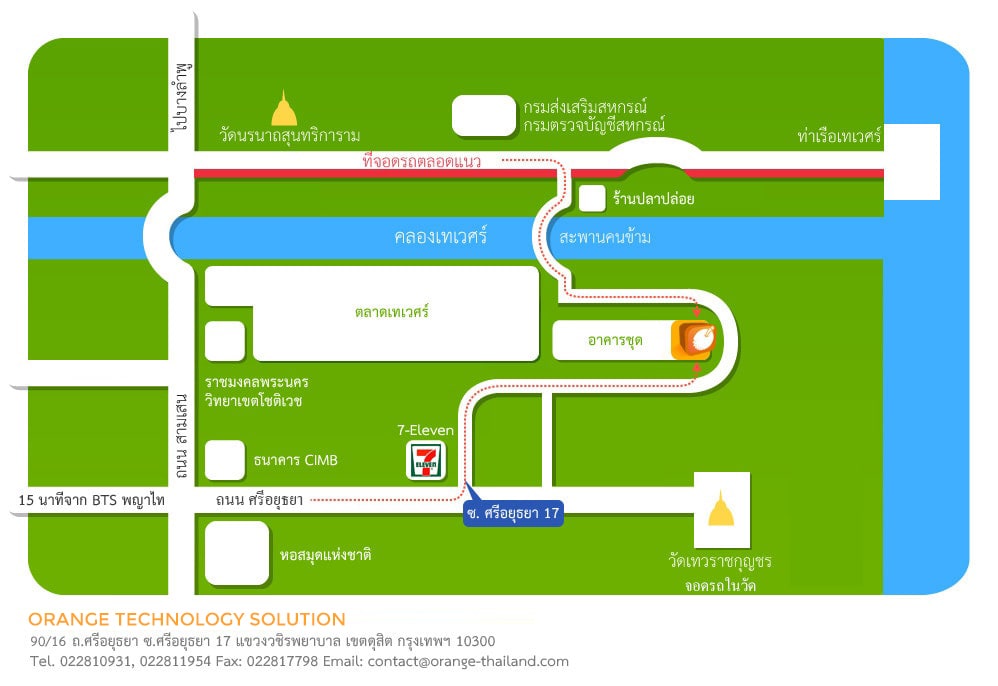 ไปบางลำพู
วัดนรนาถสุนทริการาม
กรมส่งเสริมสหกรณ์
กรมตรวจบัญชีสหกรณ์
ท่าเรือเทเวศร์
ที่จอดรถตลอดแนว
ร้านปลาปล่อย
คลองเทเวศร์
สะพานคนข้าม
ตลาดเทเวศร์
อาคารชุด
ราชมงคลพระนคร
วิทยาเขตโชติเวช
ถนน สามเสน
7-Eleven
7
ELEVEN
ธนาคาร CIMB
15 นาทีจาก BTS พญาไท
ถนน ศรีอยุธยา
ซ. ศรีอยุธยา 17
หอสมุดแห่งชาติ
วัดเทวราชกุญชร
จอดรถในวัด
ORANGE TECHNOLOGY SOLUTION
90/16 ถ.ศรีอยุธยา ซ.ศรีอยุธยา 17 แขวงวชิรพยาบาล เขตดุสิต กรุงเทพฯ 10300
Tel. 022810931, 022811954 Fax: 022817798 Email: contact@orange-thailand.com